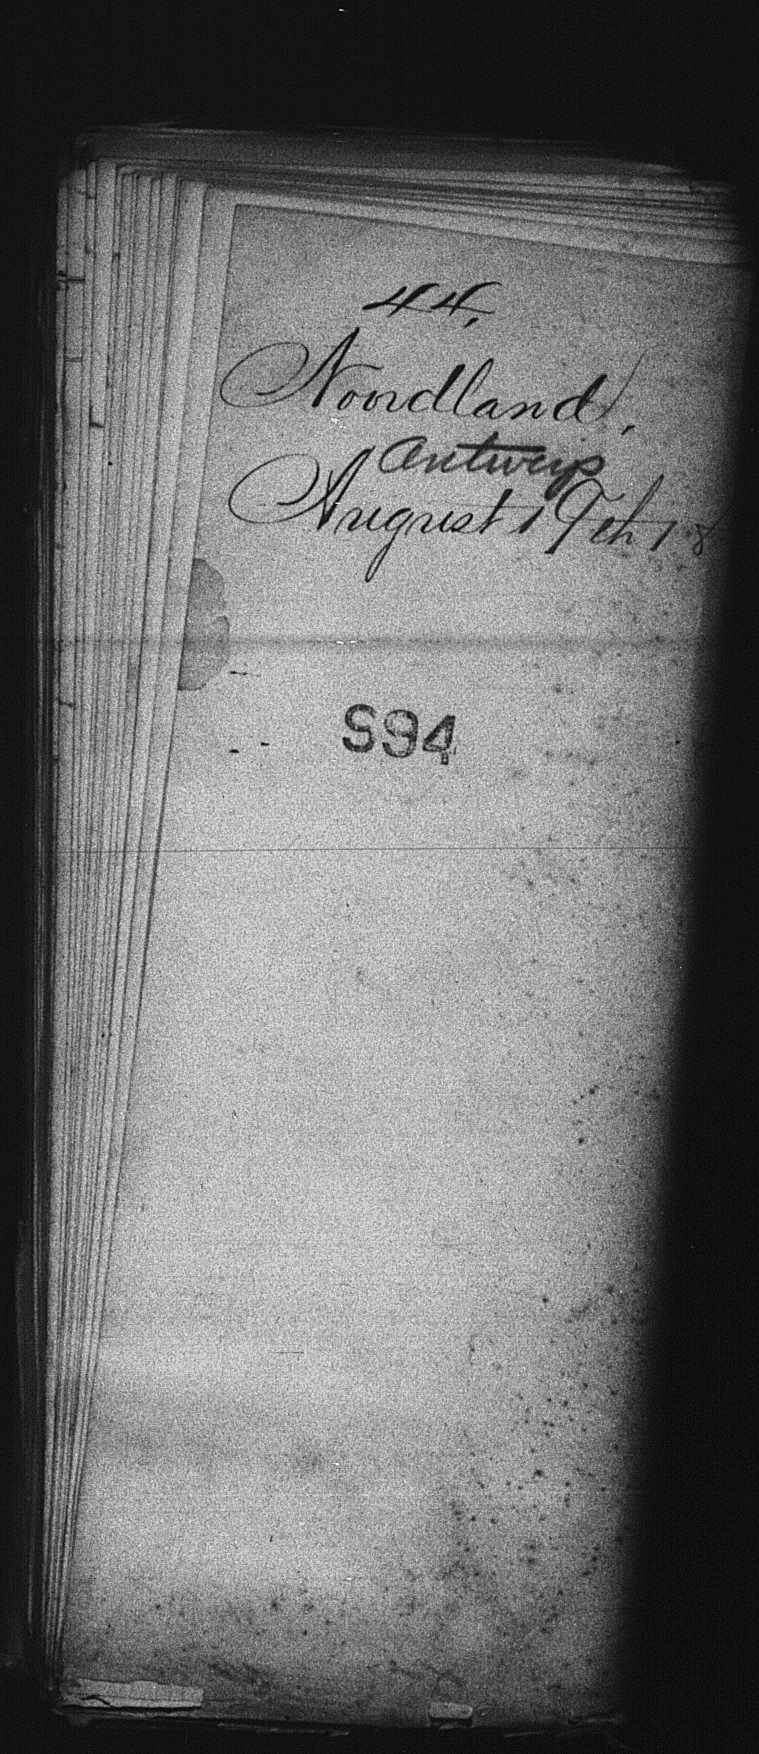 44,
Noordland,
Antwerp
August 19th 18
S94